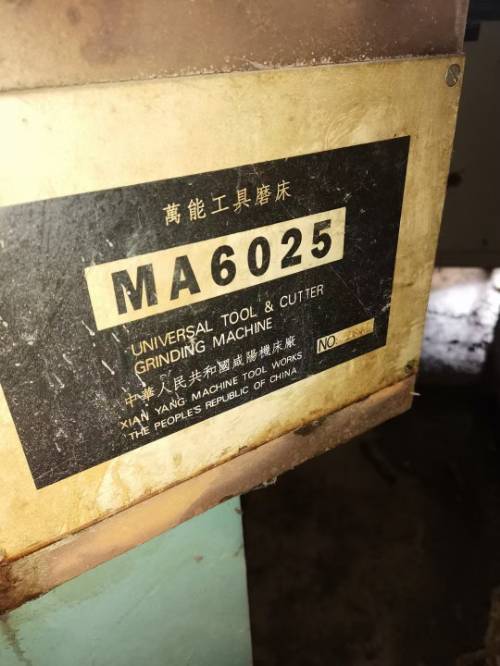 萬能工具磨床
MA6025
UNIVERSAL TOOL & CUTTER
GRINDING MACHINE
NO.
中華人民共和國咸陽機床廠
XIAN YANG MACHINE TOOL WORKS
THE PEOPLE'S REPUBLIC OF CHINA